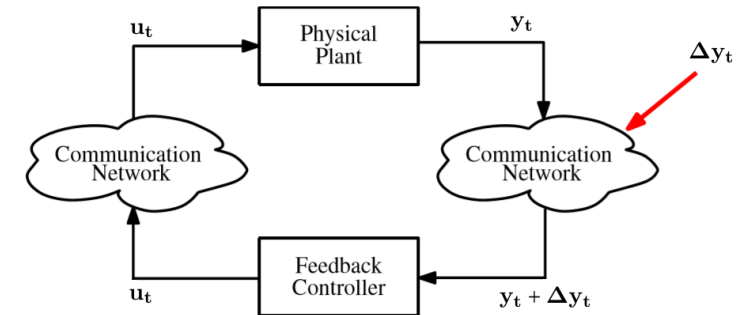 u_t
Physical
Plant
y_t
Δy_t
Communication
Network
Communication
Network
Feedback
Controller
u_t
y_t + Δy_t